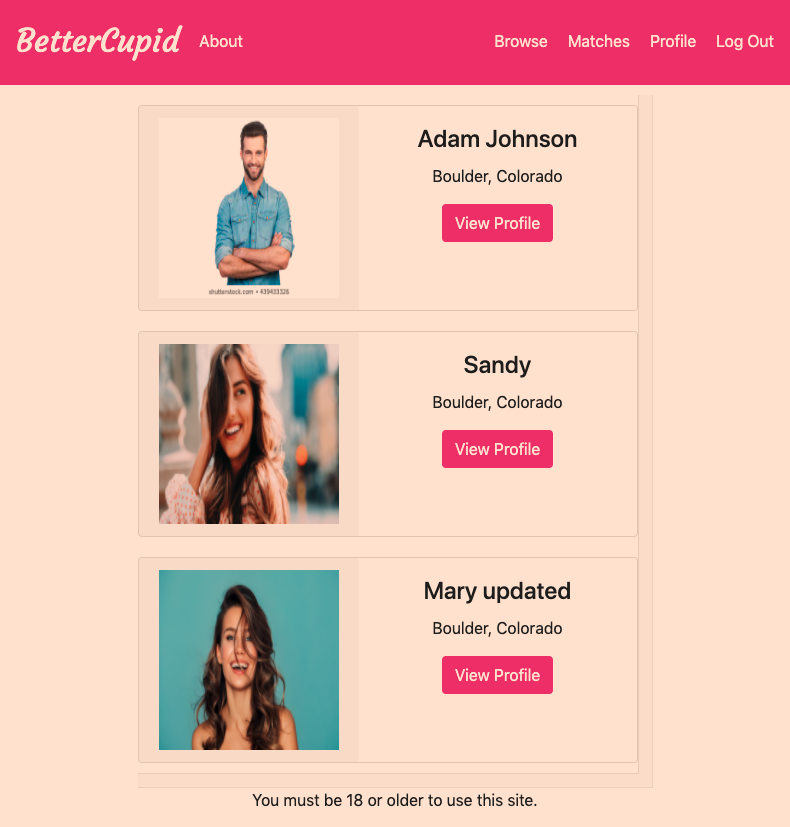 BetterCupid About Browse Matches Profile Log Out
Adam Johnson
Boulder, Colorado
View Profile
shutterstock.com • 439433326
Sandy
Boulder, Colorado
View Profile
Mary updated
Boulder, Colorado
View Profile
You must be 18 or older to use this site.